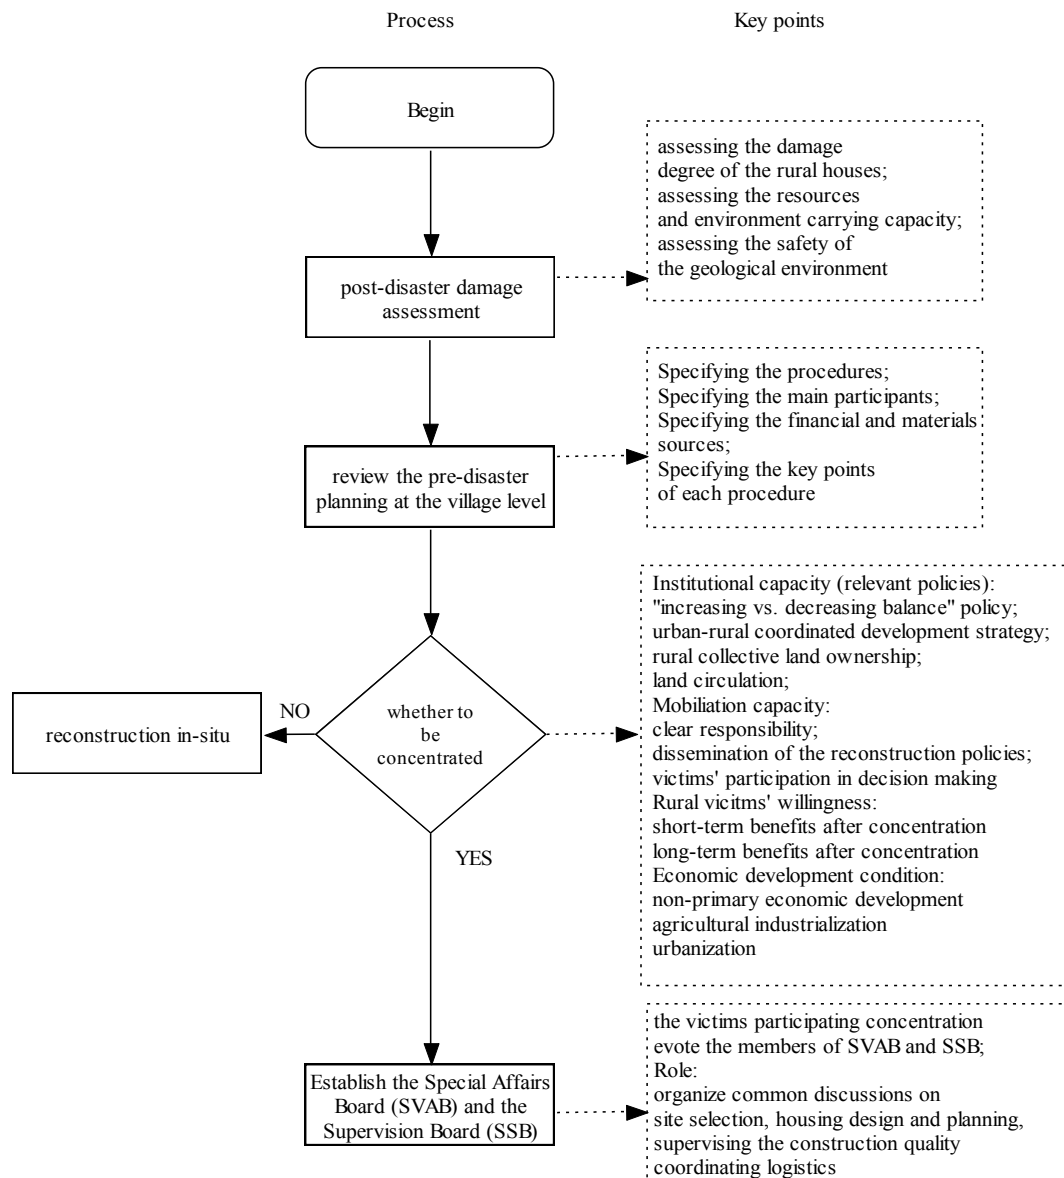 Process
Key points
Begin
assessing the damage
degree of the rural houses;
assessing the resources
and environment carrying capacity;
assessing the safety of
the geological environment
post-disaster damage
assessment
Specifying the procedures;
Specifying the main participants;
Specifying the financial and materials
sources;
Specifying the key points
of each procedure
review the pre-disaster
planning at the village level
Institutional capacity (relevant policies):
"increasing vs. decreasing balance" policy;
urban-rural coordinated development strategy;
rural collective land ownership;
land circulation;
Mobiliation capacity:
clear responsibility;
dissemination of the reconstruction policies;
victims' participation in decision making
Rural vicitms' willingness:
short-term benefits after concentration
long-term benefits after concentration
Economic development condition:
non-primary economic development
agricultural industrialization
urbanization
whether to
be
concentrated
NO
reconstruction in-situ
YES
Establish the Special Affairs
Board (SVAB) and the
Supervision Board (SSB)
the victims participating concentration
evote the members of SVAB and SSB;
Role:
organize common discussions on
site selection, housing design and planning,
supervising the construction quality
coordinating logistics